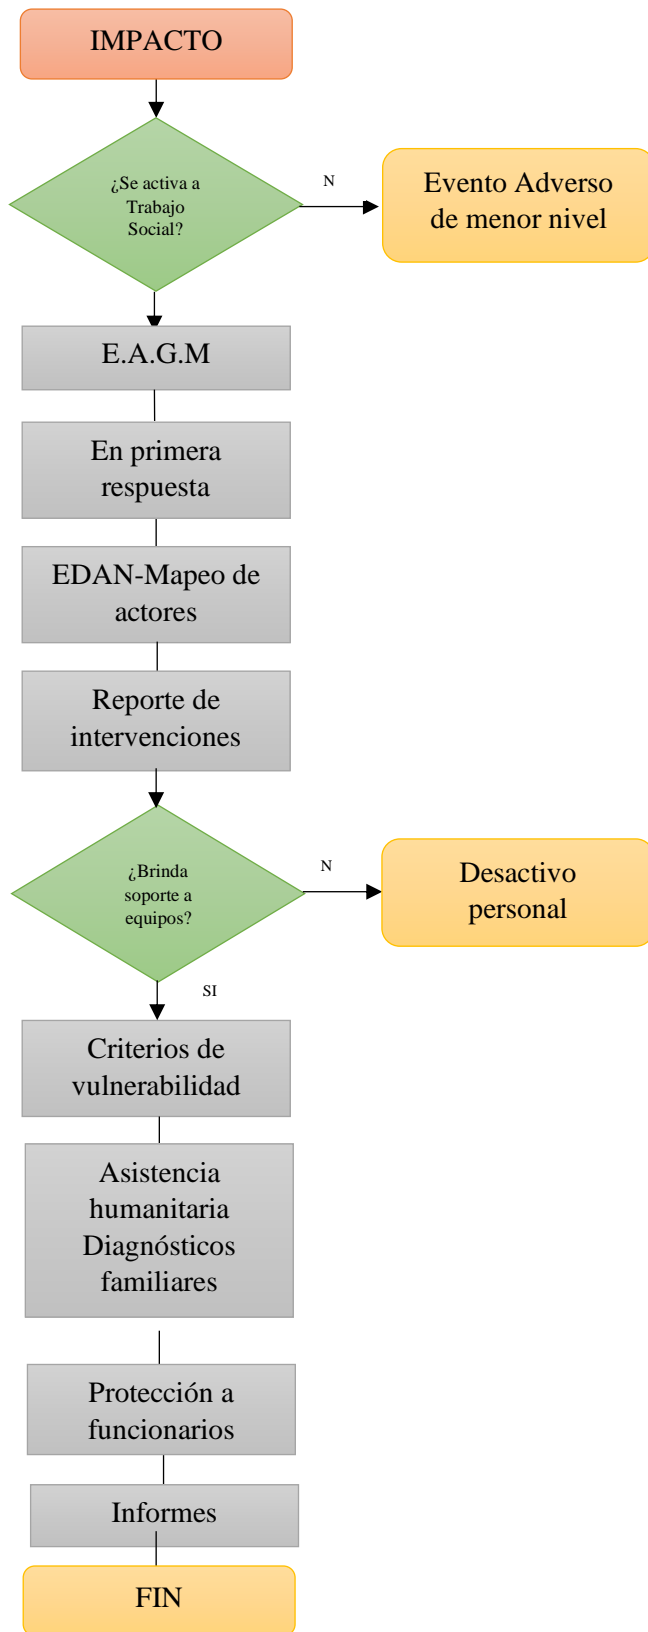 IMPACTO
¿Se activa a
Trabajo
Social?
N
Evento Adverso
de menor nivel
E.A.G.M
En primera
respuesta
EDAN-Mapeo de
actores
Reporte de
intervenciones
¿Brinda
soporte a
equipos?
N
Desactivo
personal
SI
Criterios de
vulnerabilidad
Asistencia
humanitaria
Diagnósticos
familiares
Protección a
funcionarios
Informes
FIN